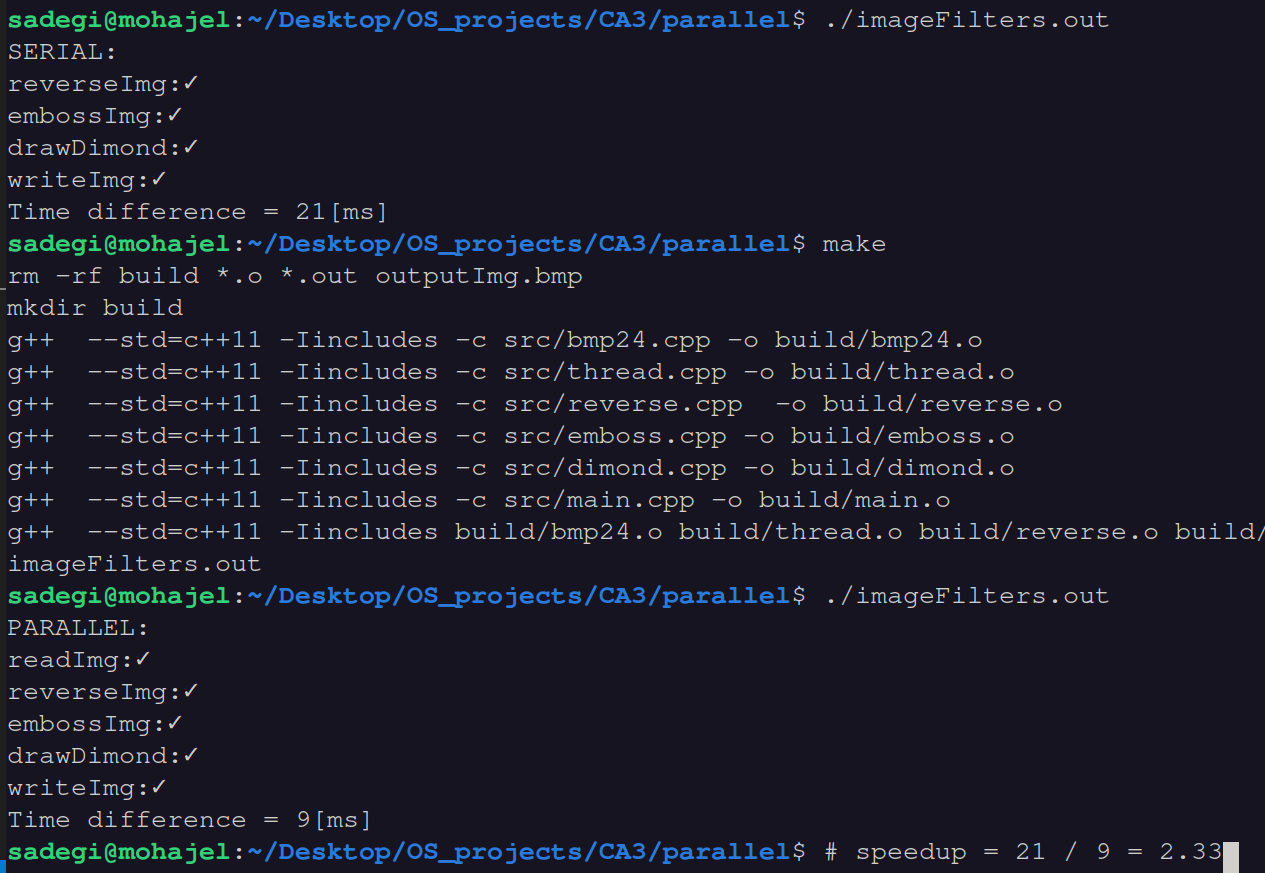 sadegi@mohajel:~/Desktop/OS_projects/CA3/parallel$ ./imageFilters.out
SERIAL:
reverseImg:✓
embossImg:✓
drawDimond:✓
writeImg:✓
Time difference = 21[ms]
sadegi@mohajel:~/Desktop/OS_projects/CA3/parallel$ make
rm -rf build *.o *.out outputImg.bmp
mkdir build
g++  --std=c++11 -Iincludes -c src/bmp24.cpp -o build/bmp24.o
g++  --std=c++11 -Iincludes -c src/thread.cpp -o build/thread.o
g++  --std=c++11 -Iincludes -c src/reverse.cpp  -o build/reverse.o
g++  --std=c++11 -Iincludes -c src/emboss.cpp -o build/emboss.o
g++  --std=c++11 -Iincludes -c src/dimond.cpp -o build/dimond.o
g++  --std=c++11 -Iincludes -c src/main.cpp -o build/main.o
g++  --std=c++11 -Iincludes build/bmp24.o build/thread.o build/reverse.o build/
imageFilters.out
sadegi@mohajel:~/Desktop/OS_projects/CA3/parallel$ ./imageFilters.out
PARALLEL:
readImg:✓
reverseImg:✓
embossImg:✓
drawDimond:✓
writeImg:✓
Time difference = 9[ms]
sadegi@mohajel:~/Desktop/OS_projects/CA3/parallel$ # speedup = 21 / 9 = 2.33